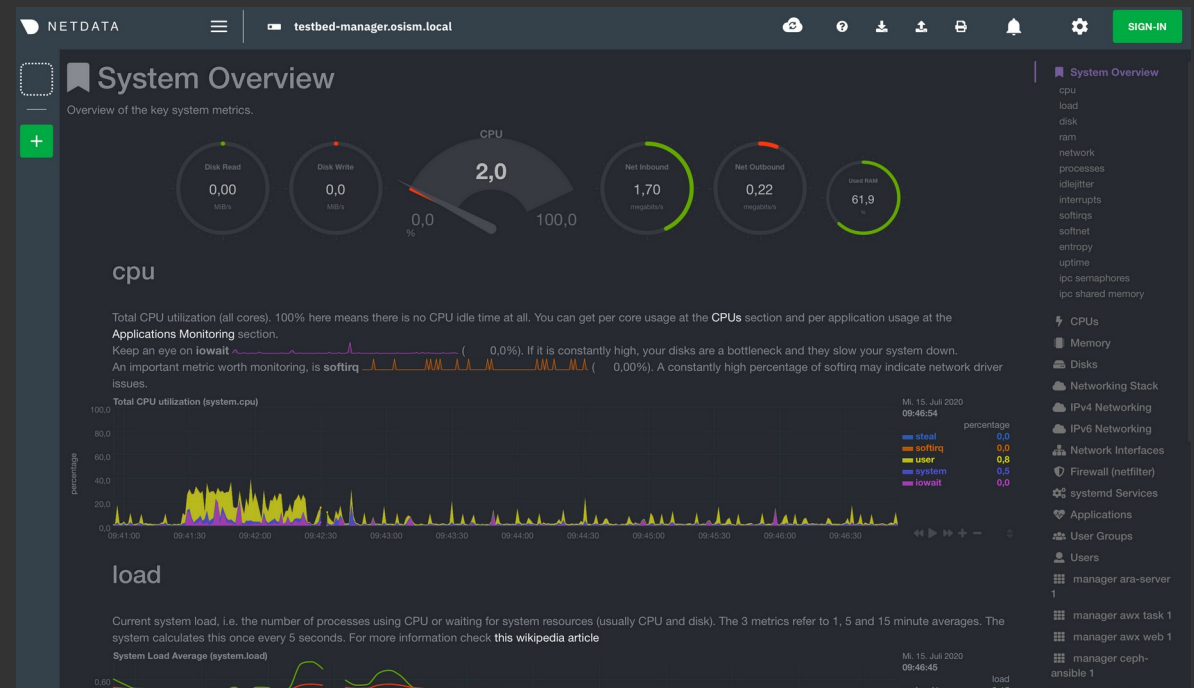 NETDATA
testbed-manager.osism.local
SIGN-IN
System Overview
Overview of the key system metrics.
Disk Read
0,00
MiB/s
Disk Write
0,0
MiB/s
CPU
2,0
0,0
100,0
%
Net Inbound
1,70
megabits/s
Net Outbound
0,22
megabits/s
Used RAM
61,9
%
cpu
Total CPU utilization (all cores). 100% here means there is no CPU idle time at all. You can get per core usage at the CPUs section and per application usage at the
Applications Monitoring section.
Keep an eye on iowait ( 0,0%). If it is constantly high, your disks are a bottleneck and they slow your system down.
An important metric worth monitoring, is softirq ( 0,00%). A constantly high percentage of softirq may indicate network driver
issues.
Total CPU utilization (system.cpu)
Mi. 15. Juli 2020
09:46:54
percentage
steal 0,0
softirq 0,0
user 0,8
system 0,5
iowait 0,0
percentage
100,0
80,0
60,0
40,0
20,0
0,0
09:41:00 09:41:30 09:42:00 09:42:30 09:43:00 09:43:30 09:44:00 09:44:30 09:45:00 09:45:30 09:46:00 09:46:30
load
Current system load, i.e. the number of processes using CPU or waiting for system resources (usually CPU and disk). The 3 metrics refer to 1, 5 and 15 minute averages. The
system calculates this once every 5 seconds. For more information check this wikipedia article
System Load Average (system.load)
Mi. 15. Juli 2020
09:46:45
load
0.60
System Overview
cpu
load
disk
ram
network
processes
idlejitter
interrupts
softirqs
softnet
entropy
uptime
ipc semaphores
ipc shared memory
CPUs
Memory
Disks
Networking Stack
IPv4 Networking
IPv6 Networking
Network Interfaces
Firewall (netfilter)
systemd Services
Applications
User Groups
Users
manager ara-server
1
manager awx task 1
manager awx web 1
manager ceph-
ansible 1